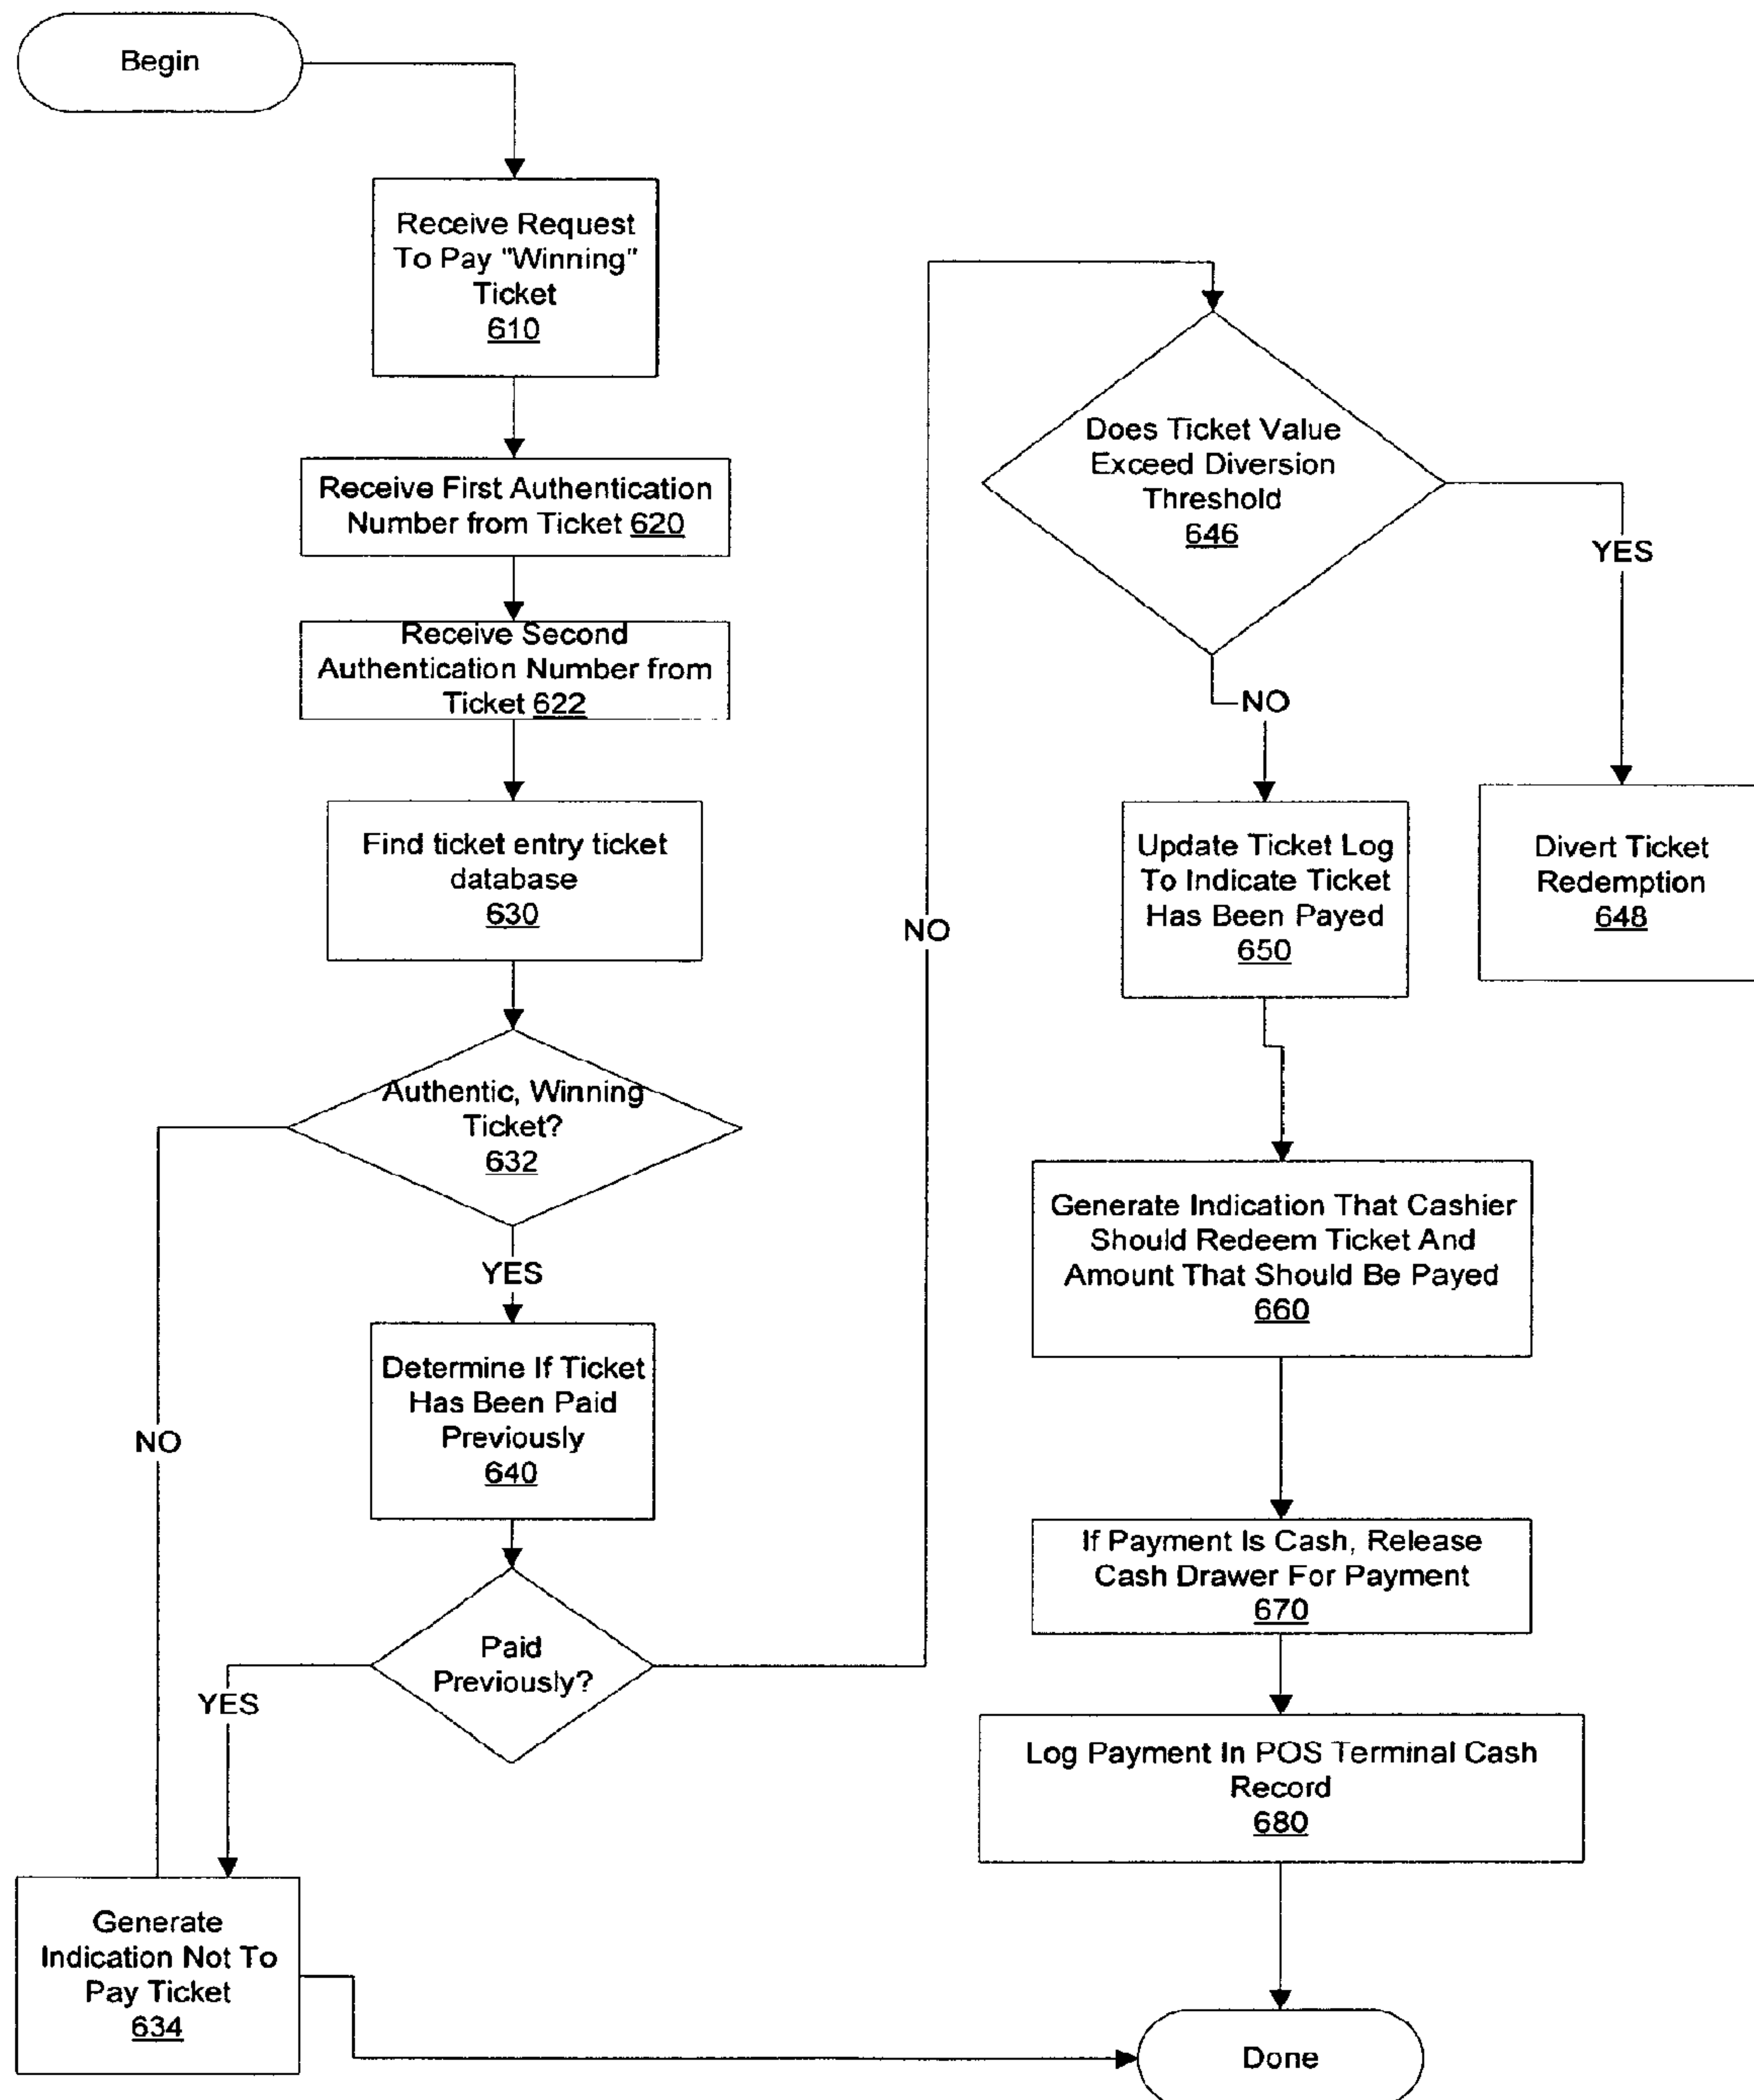 Begin
Receive Request
To Pay "Winning"
Ticket
610
Receive First Authentication
Number from Ticket 620
Receive Second
Authentication Number from
Ticket 622
Find ticket entry ticket
database
630
Authentic, Winning
Ticket?
632
YES
NO
Determine If Ticket
Has Been Paid
Previously
640
Paid
Previously?
YES
NO
Generate
Indication Not To
Pay Ticket
634
Does Ticket Value
Exceed Diversion
Threshold
646
YES
NO
Divert Ticket
Redemption
648
Update Ticket Log
To Indicate Ticket
Has Been Payed
650
Generate Indication That Cashier
Should Redeem Ticket And
Amount That Should Be Payed
660
If Payment Is Cash, Release
Cash Drawer For Payment
670
Log Payment In POS Terminal Cash
Record
680
Done